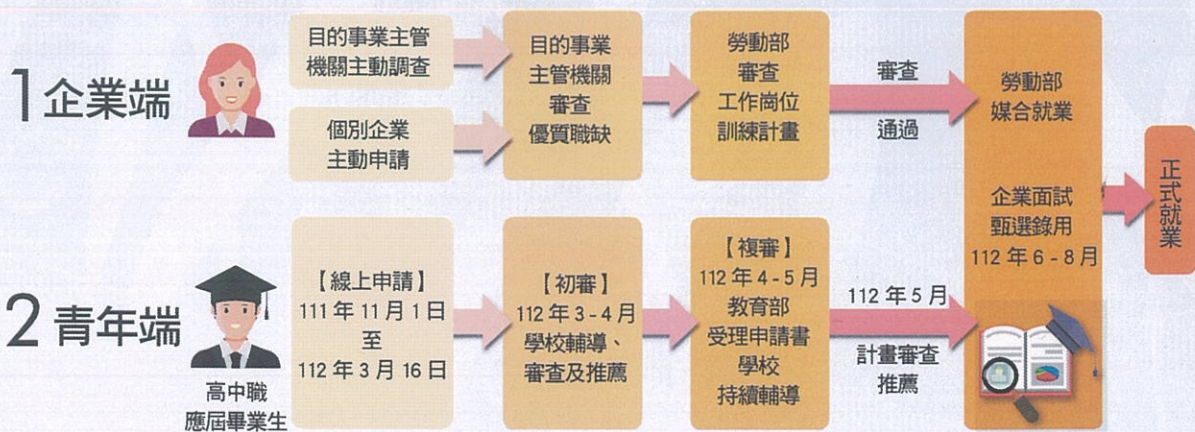 1 企業端
目的事業主管
機關主動調查
個別企業
主動申請
目的事業
主管機關
審查
優質職缺
勞動部
審查
工作崗位
訓練計畫
審查
通過
勞動部
媒合就業
企業面試
甄選錄用
112 年 6 - 8 月
正式就業
2 青年端
高中職
應屆畢業生
【線上申請】
111 年 11 月 1 日
至
112 年 3 月 16 日
【初審】
112 年 3 - 4 月
學校輔導、
審查及推薦
【複審】
112 年 4 - 5 月
教育部
受理申請書
學校
持續輔導
112 年 5 月
計畫審查
推薦